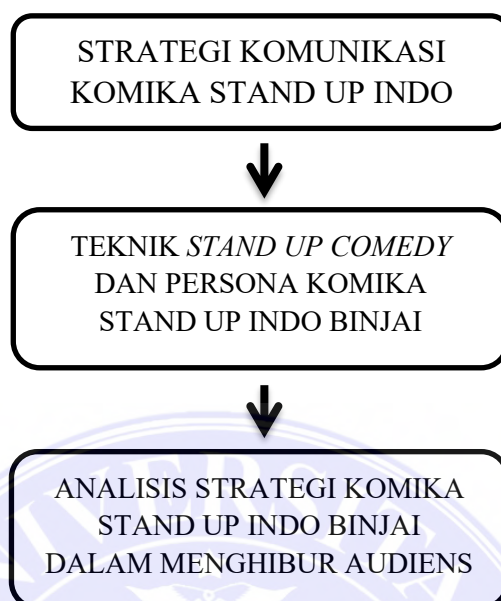 STRATEGI KOMUNIKASI
KOMIKA STAND UP INDO
TEKNIK STAND UP COMEDY
DAN PERSONA KOMIKA
STAND UP INDO BINJAI
ANALISIS STRATEGI KOMIKA
STAND UP INDO BINJAI
DALAM MENGHIBUR AUDIENS